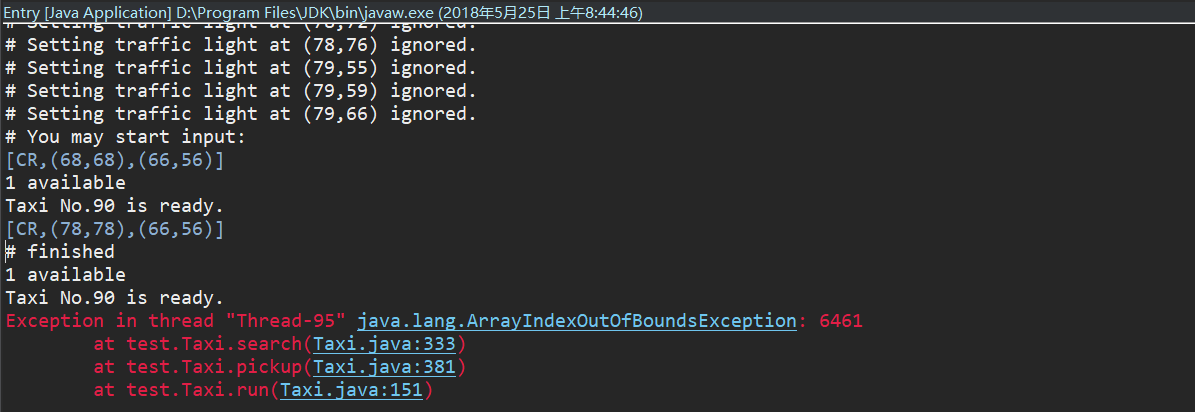 Entry [Java Application] D:\Program Files\JDK\bin\javaw.exe (2018年5月25日 上午8:44:46)
# Setting traffic light at (78,72) ignored.
# Setting traffic light at (78,76) ignored.
# Setting traffic light at (79,55) ignored.
# Setting traffic light at (79,59) ignored.
# Setting traffic light at (79,66) ignored.
# You may start input:
[CR,(68,68),(66,56)]
1 available
Taxi No.90 is ready.
[CR,(78,78),(66,56)]
# finished
1 available
Taxi No.90 is ready.
Exception in thread "Thread-95" java.lang.ArrayIndexOutOfBoundsException: 6461
at test.Taxi.search(Taxi.java:333)
at test.Taxi.pickup(Taxi.java:381)
at test.Taxi.run(Taxi.java:151)